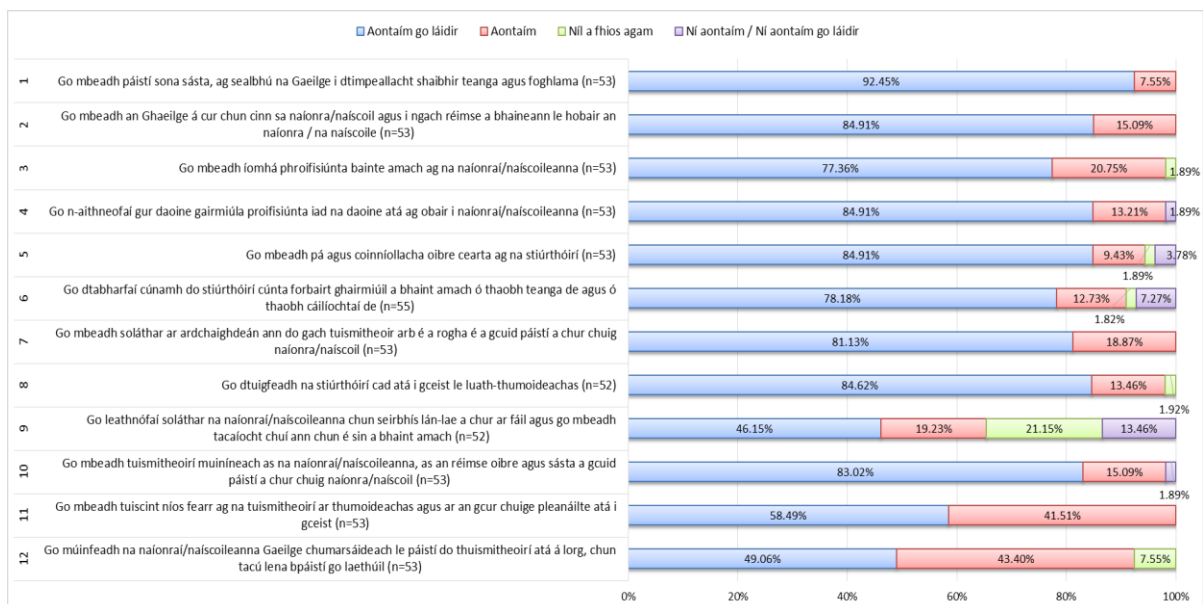 Aontaím go láidir Aontaím Níl a fhios agam Ní aontaím / Ní aontaím go láidir
1 Go mbeadh páistí sona sásta, ag sealbhú na Gaeilge i dtimpeallacht shaibhir teanga agus foghlama (n=53) 92.45% 7.55%
2 Go mbeadh an Ghaeilge á cur chun cinn sa naíonra/naíscoil agus i ngach réimse a bhaineann le hobair an
naíonra / na naíscoile (n=53) 84.91% 15.09%
3 Go mbeadh íomhá phroifisiúnta bainte amach ag na naíonraí/naíscoileanna (n=53) 77.36% 20.75% 1.89%
4 Go n-aithneofaí gur daoine gairmiúla proifisiúnta iad na daoine atá ag obair i naíonraí/naíscoileanna (n=53) 84.91% 13.21% 1.89%
5 Go mbeadh pá agus coinníollacha oibre cearta ag na stiúrthóirí (n=53) 84.91% 9.43% 3.78%
1.89%
6 Go dtabharfaí cúnamh do stiúrthóirí cúnta forbairt ghairmiúil a bhaint amach ó thaobh teanga de agus ó
thaobh cáilíochtaí de (n=55) 78.18% 12.73% 7.27%
1.82%
7 Go mbeadh soláthar ar ardchaighdeán ann do gach tuismitheoir arb é a rogha é a gcuid páistí a chur chuig
naíonra/naíscoil (n=53) 81.13% 18.87%
8 Go dtuigfeadh na stiúrthóirí cad atá i gceist le luath-thumoideachas (n=52) 84.62% 13.46%
1.92%
9 Go leathnófaí soláthar na naíonraí/naíscoileanna chun seirbhís lán-lae a chur ar fáil agus go mbeadh
tacaíocht chuí ann chun é sin a bhaint amach (n=52) 46.15% 19.23% 21.15% 13.46%
10 Go mbeadh tuismitheoirí muiníneach as na naíonraí/naíscoileanna, as an réimse oibre agus sásta a gcuid
páistí a chur chuig naíonra/naíscoil (n=53) 83.02% 15.09%
1.89%
11 Go mbeadh tuiscint níos fearr ag na tuismitheoirí ar thumoideachas agus ar an gcur chuige pleanáilte atá i
gceist (n=53) 58.49% 41.51%
12 Go múinfeadh na naíonraí/naíscoileanna Gaeilge chumarsáideach le páistí do thuismitheoirí atá á lorg, chun
tacú lena bpáistí go laethúil (n=53) 49.06% 43.40% 7.55%
0% 20% 40% 60% 80% 100%